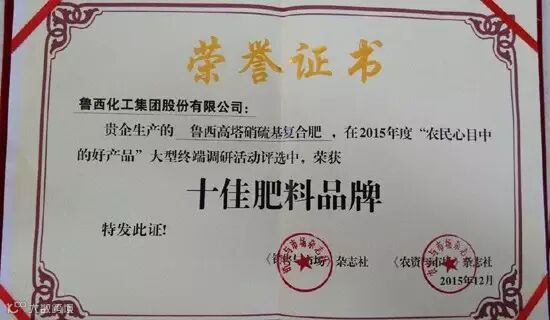 荣誉证书
鲁西化工集团股份有限公司：
贵企生产的 鲁西高塔硝硫基复合肥 ，在2015年度“农民心目中
的好产品”大型终端调研活动评选中，荣获
十佳肥料品牌
特发此证!
与市场》杂志社 《农资 杂志社
2015年12月